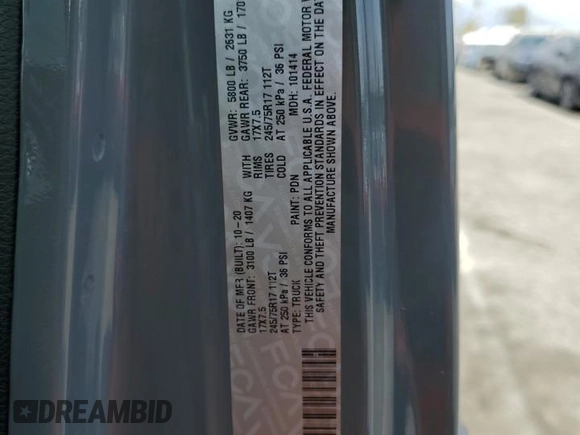 DATE OF MFR (BUILT): 10-20 GVWR: 5800 LB / 2631 KG
GAWR FRONT: 3100 LB / 1407 KG WITH GAWR REAR: 3750 LB / 170
17X7.5 RIMS 17X7.5
245/75R17 112T TIRES 245/75R17 112T
AT 250 kPa / 36 PSI COLD AT 250 kPa / 36 PSI
TYPE: TRUCK PAINT: PDN MDH: 101414
THIS VEHICLE CONFORMS TO ALL APPLICABLE U.S.A. FEDERAL MOTOR V
SAFETY AND THEFT PREVENTION STANDARDS IN EFFECT ON THE DA
MANUFACTURE SHOWN ABOVE.
FCA
DREAMBID